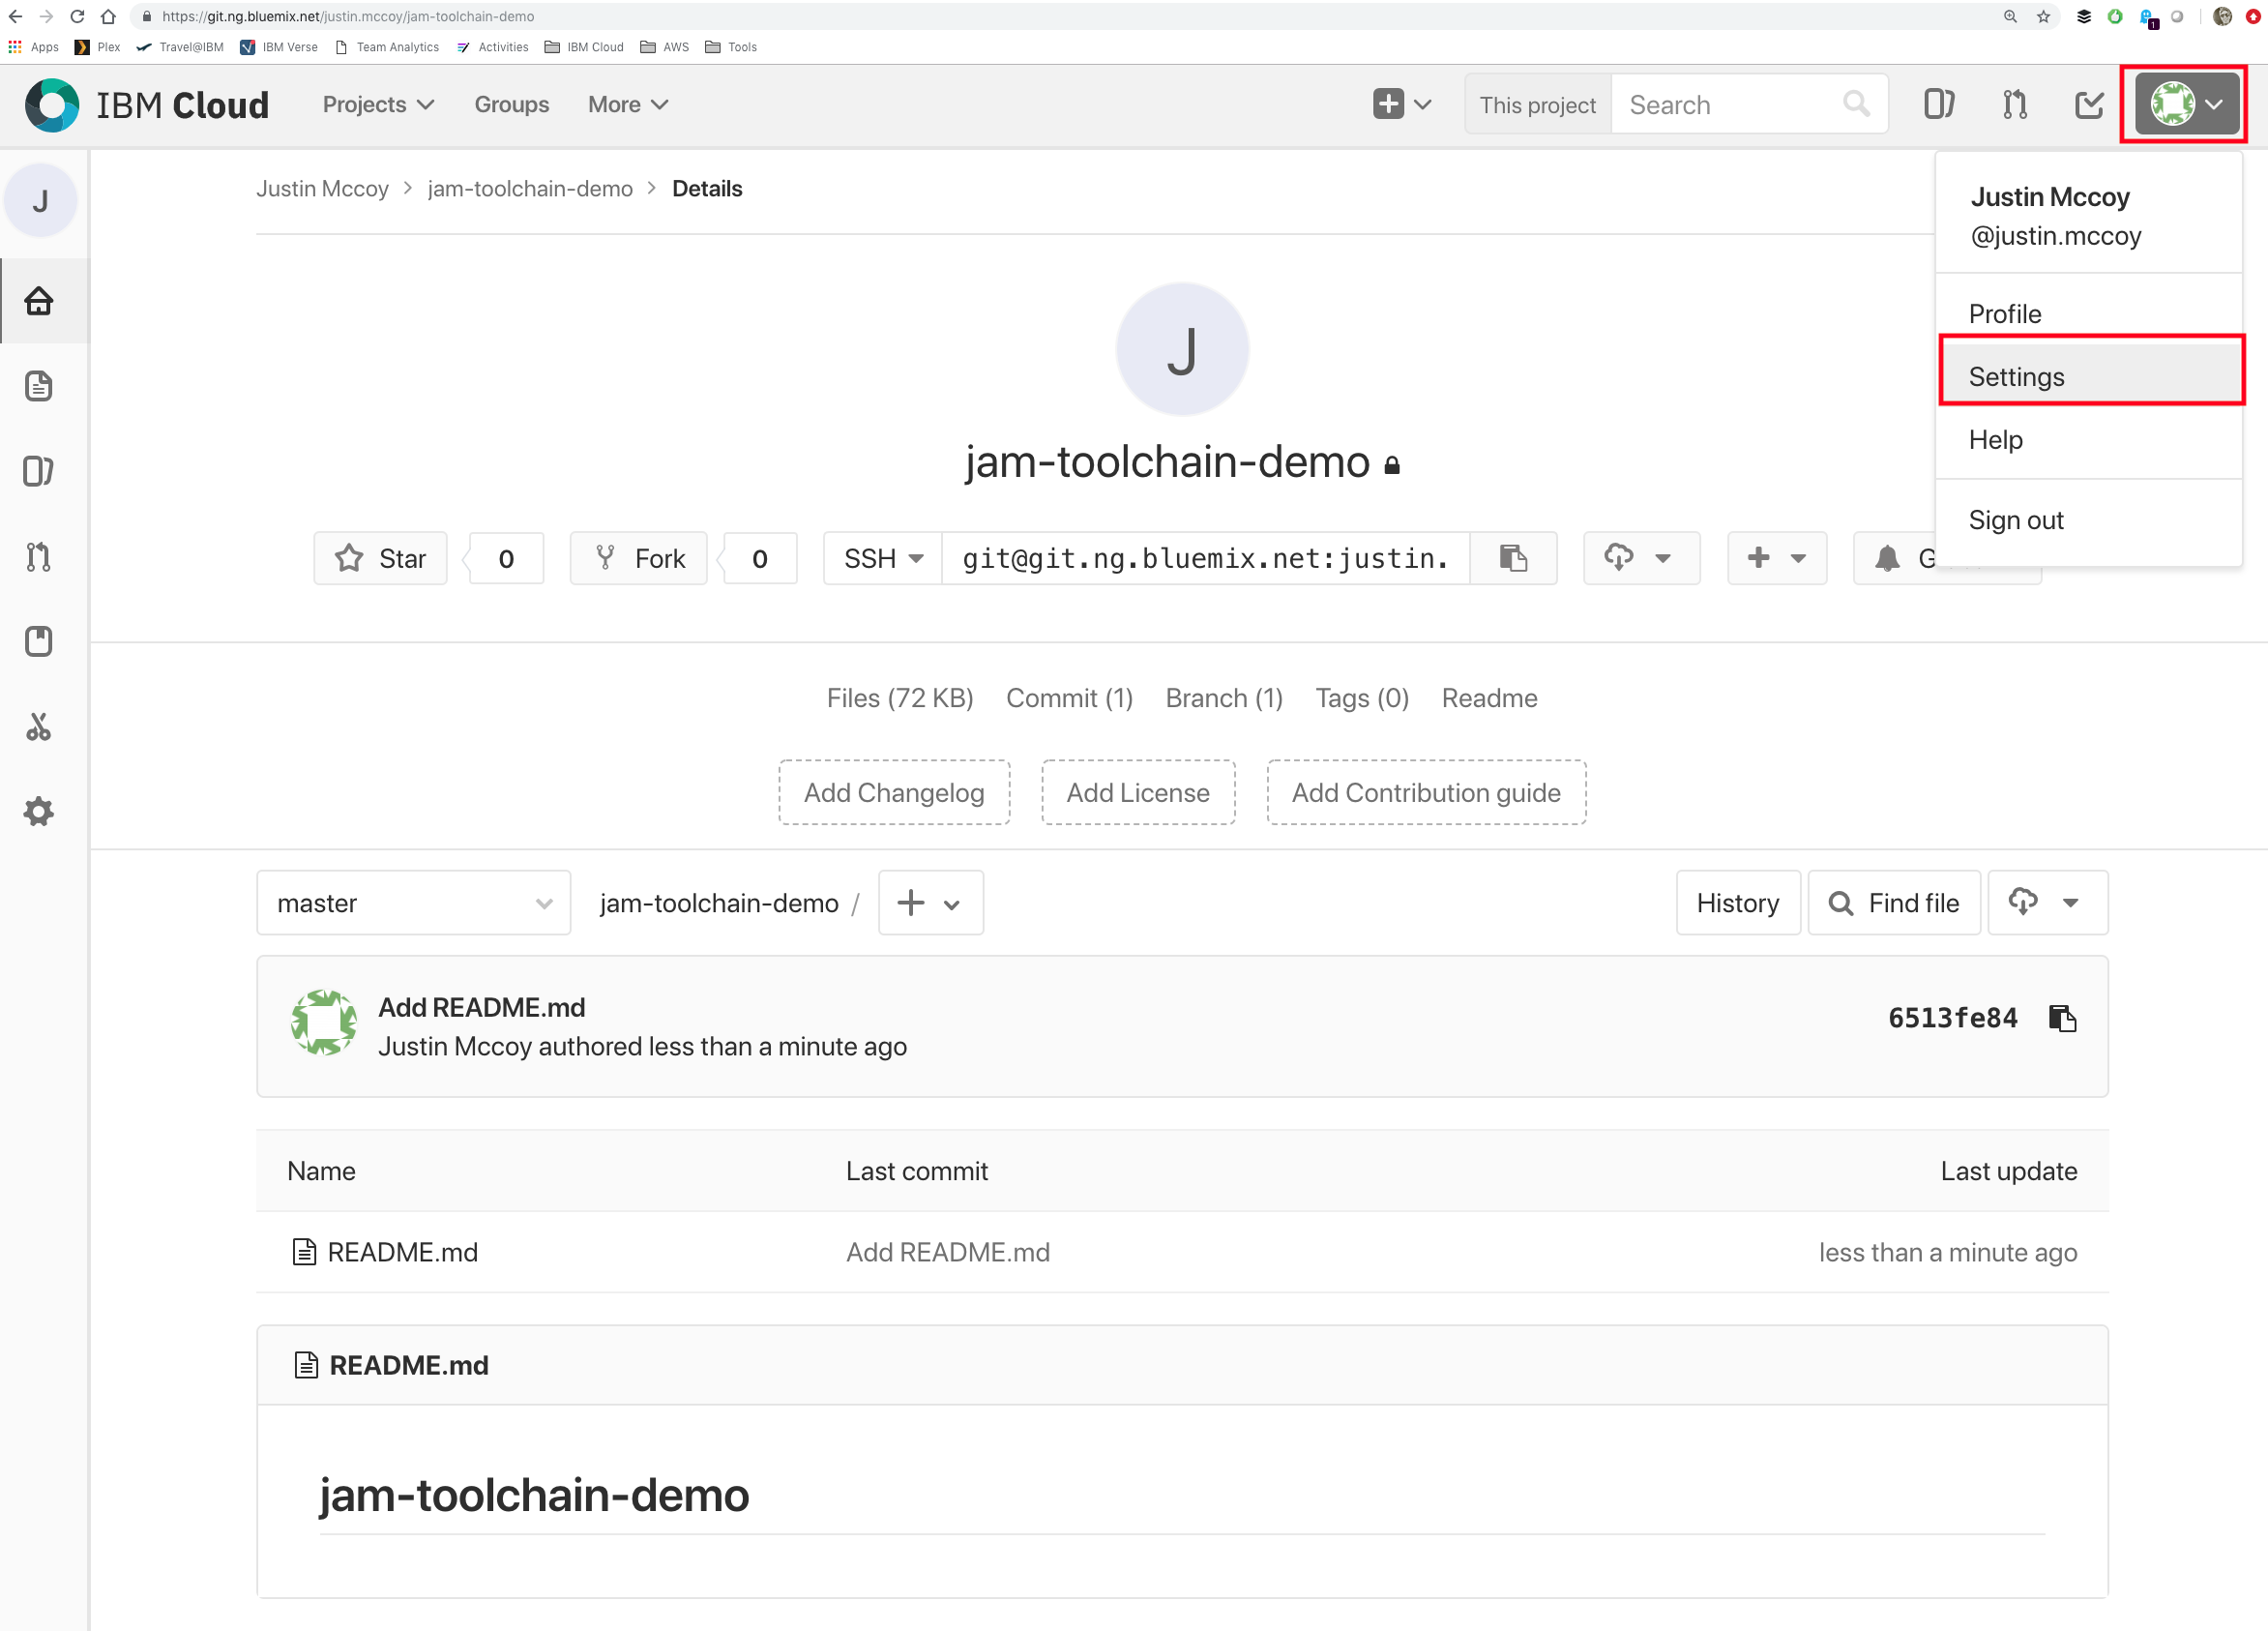 https://git.ng.bluemix.net/justin.mccoy/jam-toolchain-demo
Apps Plex Travel@IBM IBM Verse Team Analytics Activities IBM Cloud AWS Tools
IBM Cloud Projects Groups More This project Search
J
Justin Mccoy > jam-toolchain-demo > Details
Justin Mccoy
@justin.mccoy
Profile
Settings
Help
Sign out
J
jam-toolchain-demo
Star 0 Fork 0 SSH git@git.ng.bluemix.net:justin.
Files (72 KB) Commit (1) Branch (1) Tags (0) Readme
Add Changelog Add License Add Contribution guide
master jam-toolchain-demo / History Find file
Add README.md
Justin Mccoy authored less than a minute ago
6513fe84
Name Last commit Last update
README.md Add README.md less than a minute ago
README.md
jam-toolchain-demo